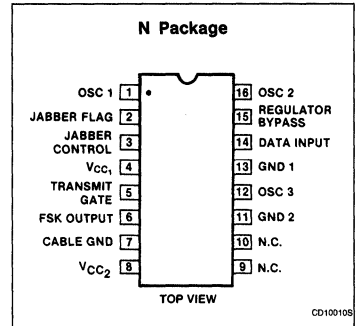 N Package
OSC 1 1
16 OSC 2
JABBER FLAG 2
15 REGULATOR
BYPASS
JABBER
CONTROL 3
14 DATA INPUT
VCC1 4
13 GND 1
TRANSMIT
GATE 5
12 OSC 3
FSK OUTPUT 6
11 GND 2
CABLE GND 7
10 N.C.
VCC2 8
9 N.C.
TOP VIEW
CD10010S